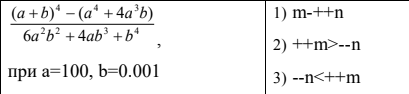 (a+b)⁴ − (a⁴ + 4a³b)
6a²b² + 4ab³ + b⁴ ,
при a=100, b=0.001
1) m-++n
2) ++m>--n
3) --n<++m